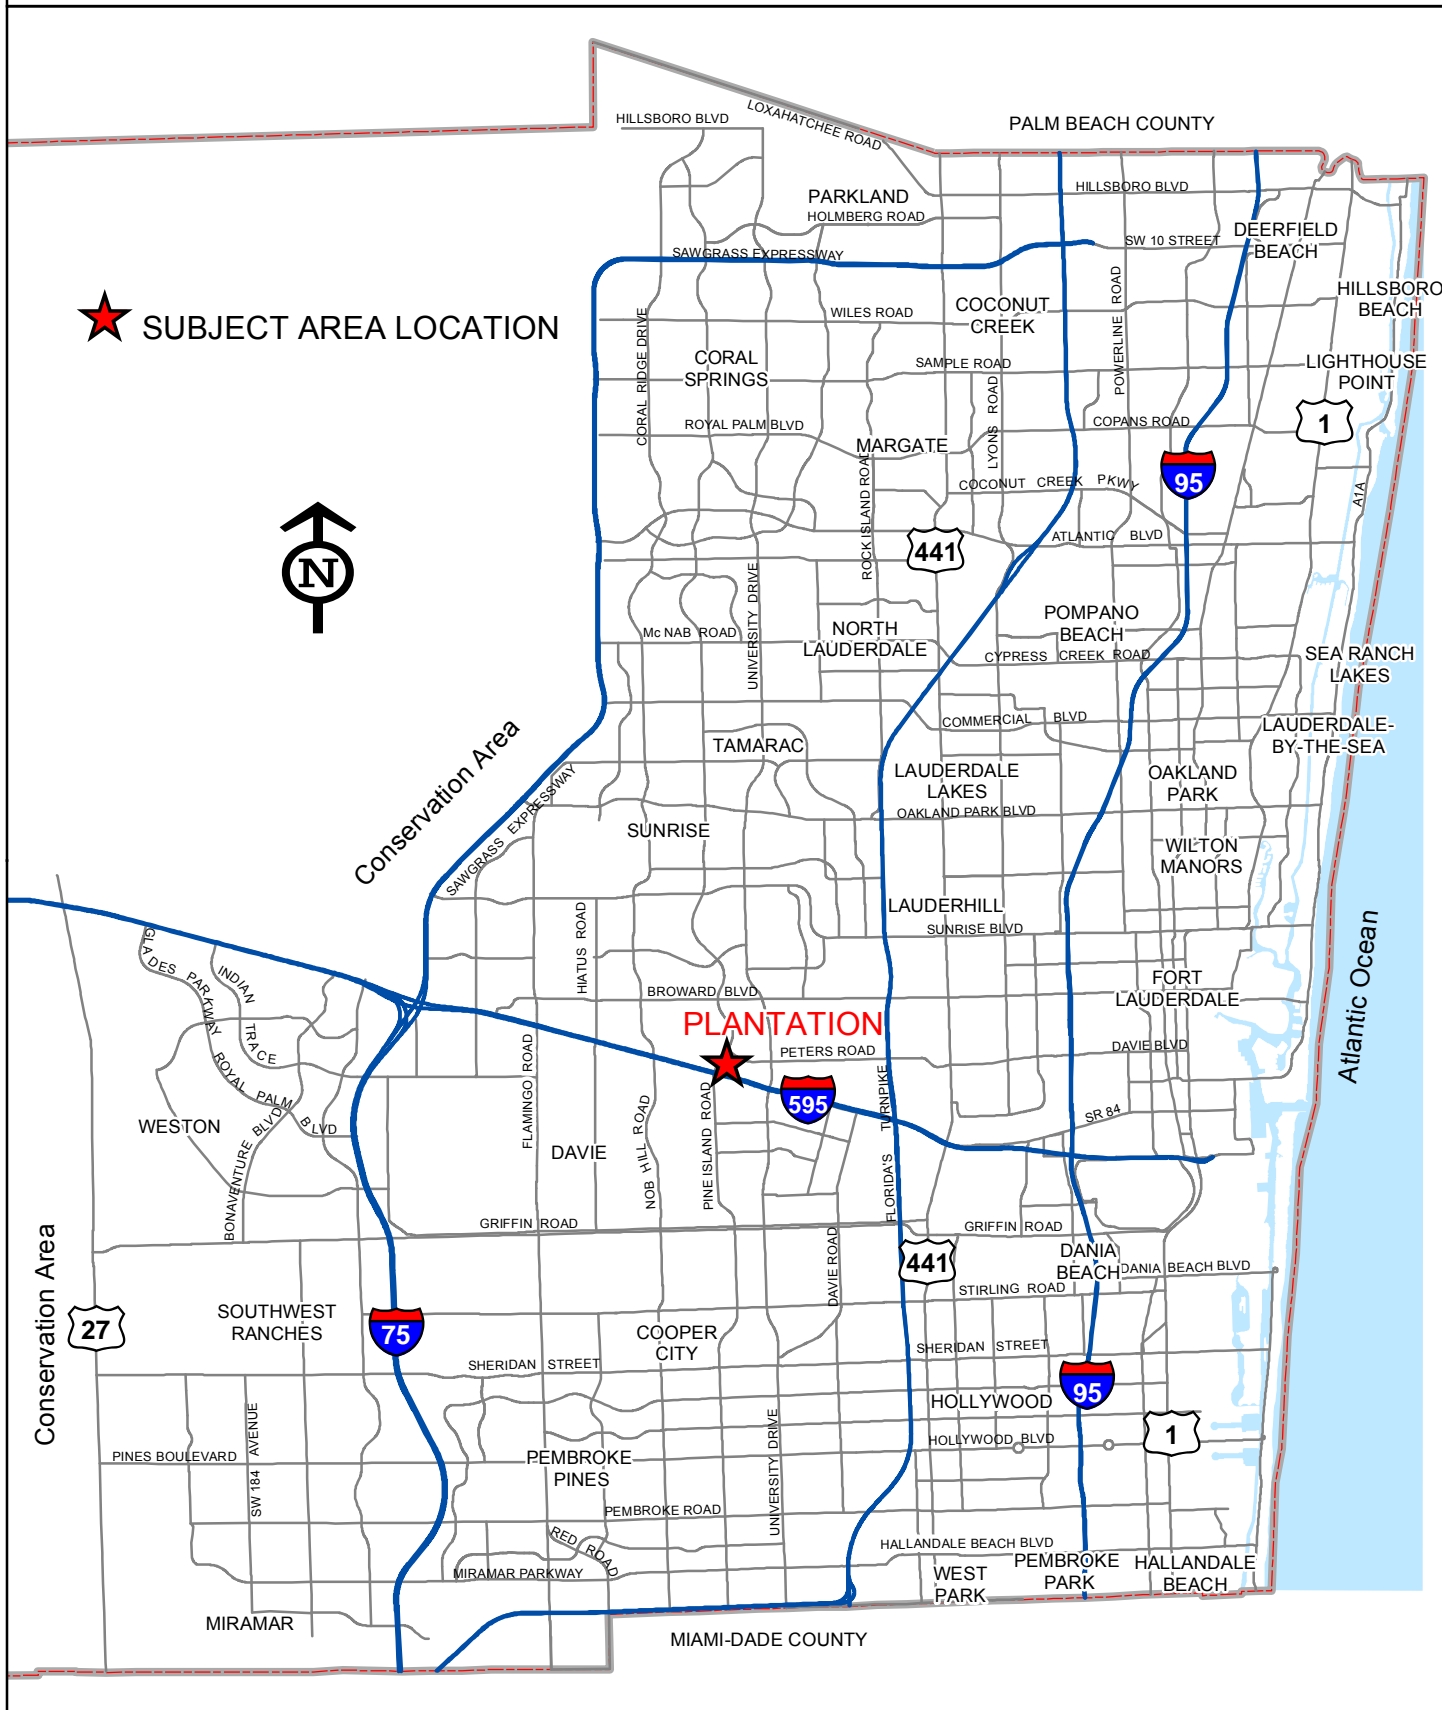 PALM BEACH COUNTY
HILLSBORO BLVD
LOXAHATCHEE ROAD
PARKLAND
HILLSBORO BLVD
HOLMBERG ROAD
SAWGRASS EXPRESSWAY
SW 10 STREET
DEERFIELD
BEACH
HILLSBORO
BEACH
SUBJECT AREA LOCATION
CORAL RIDGE DRIVE
WILES ROAD
COCONUT
CREEK
POWERLINE ROAD
CORAL
SPRINGS
SAMPLE ROAD
LIGHTHOUSE
POINT
LYONS ROAD
ROYAL PALM BLVD
COPANS ROAD
1
MARGATE
ROCK ISLAND ROAD
COCONUT CREEK PKWY
95
A1A
N
441
ATLANTIC BLVD
UNIVERSITY DRIVE
Mc NAB ROAD
NORTH
LAUDERDALE
POMPANO
BEACH
CYPRESS CREEK ROAD
SEA RANCH
LAKES
COMMERCIAL BLVD
LAUDERDALE-
BY-THE-SEA
Conservation Area
TAMARAC
SAWGRASS EXPRESSWAY
LAUDERDALE
LAKES
OAKLAND
PARK
OAKLAND PARK BLVD
SUNRISE
WILTON
MANORS
LAUDERHILL
SUNRISE BLVD
HIATUS ROAD
GLADES PARKWAY
INDIAN TRACE
BROWARD BLVD
FORT
LAUDERDALE
Atlantic Ocean
PLANTATION
PETERS ROAD
DAVIE BLVD
FLAMINGO ROAD
ROYAL PALM BLVD
595
FLORIDA'S TURNPIKE
SR 84
WESTON
BONAVENTURE BLVD
DAVIE
NOB HILL ROAD
PINE ISLAND ROAD
GRIFFIN ROAD
GRIFFIN ROAD
DAVIE ROAD
441
DANIA
BEACH
DANIA BEACH BLVD
STIRLING ROAD
Conservation Area
27
SOUTHWEST
RANCHES
75
COOPER
CITY
SHERIDAN STREET
SHERIDAN STREET
95
HOLLYWOOD
SW 184 AVENUE
UNIVERSITY DRIVE
HOLLYWOOD BLVD
1
PINES BOULEVARD
PEMBROKE
PINES
PEMBROKE ROAD
RED ROAD
HALLANDALE BEACH BLVD
MIRAMAR PARKWAY
WEST
PARK
PEMBROKE
PARK
HALLANDALE
BEACH
MIRAMAR
MIAMI-DADE COUNTY